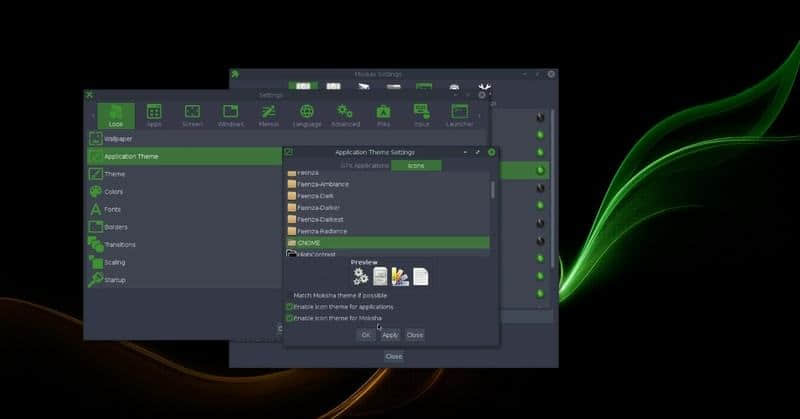 Module Settings
Settings
Look
Apps
Screen
Windows
Menus
Language
Advanced
Files
Input
Launcher
Wallpaper
Application Theme
Theme
Colors
Fonts
Borders
Transitions
Scaling
Startup
Application Theme Settings
GTK Applications
Icons
Faenza
Faenza-Ambiance
Faenza-Dark
Faenza-Darker
Faenza-Darkest
Faenza-Radiance
GNOME
HighContrast
Preview
Match Moksha theme if possible
Enable icon theme for applications
Enable icon theme for Moksha
OK
Apply
Close
Close